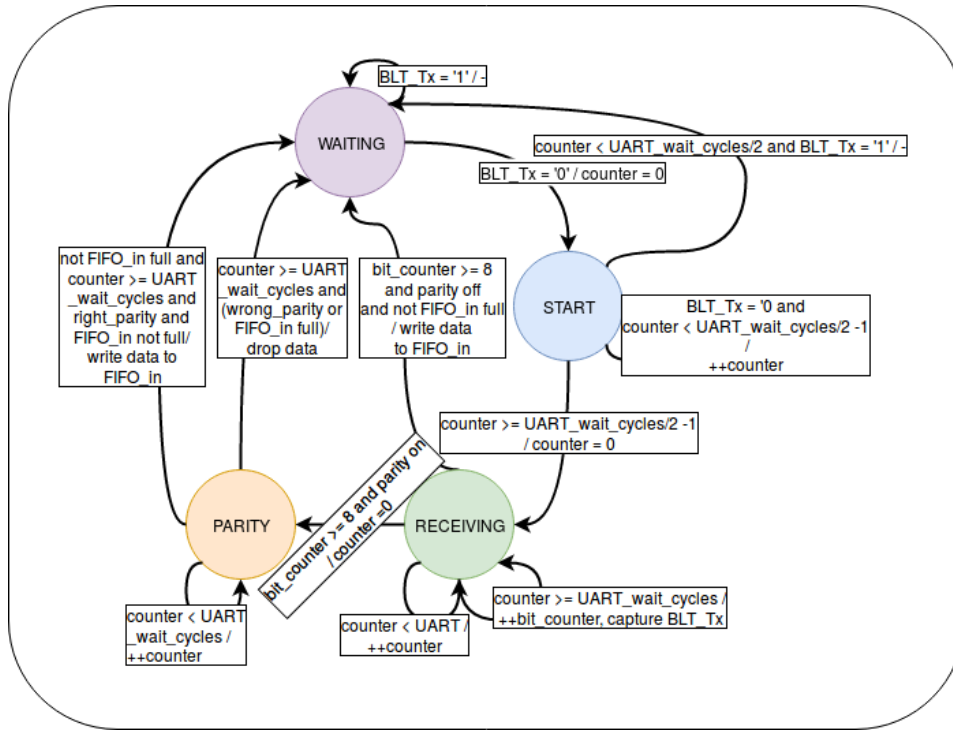 BLT_Tx = '1' / -
WAITING
counter < UART_wait_cycles/2 and BLT_Tx = '1' / -
BLT_Tx = '0' / counter = 0
not FIFO_in full and
counter >= UART
_wait_cycles and
right_parity and
FIFO_in not full/
write data to
FIFO_in
counter >= UART
_wait_cycles and
(wrong_parity or
FIFO_in full)/
drop data
bit_counter >= 8
and parity off
and not FIFO_in full
/ write data
to FIFO_in
START
BLT_Tx = '0 and
counter < UART_wait_cycles/2 -1
/
++counter
counter >= UART_wait_cycles/2 -1
/ counter = 0
bit_counter >= 8 and parity on
/ counter =0
PARITY
RECEIVING
counter < UART
_wait_cycles /
++counter
counter < UART /
++counter
counter >= UART_wait_cycles /
++bit_counter, capture BLT_Tx